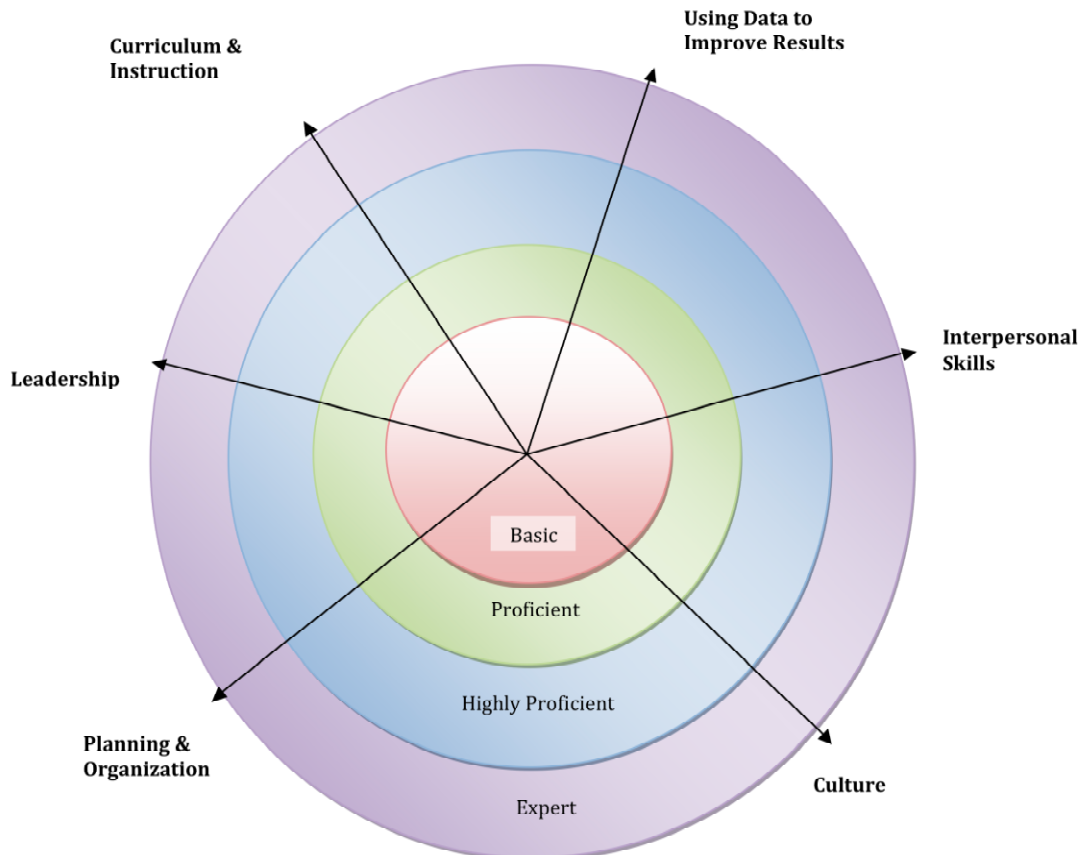 Using Data to
Improve Results
Curriculum &
Instruction
Interpersonal
Skills
Leadership
Basic
Proficient
Highly Proficient
Planning &
Organization
Culture
Expert